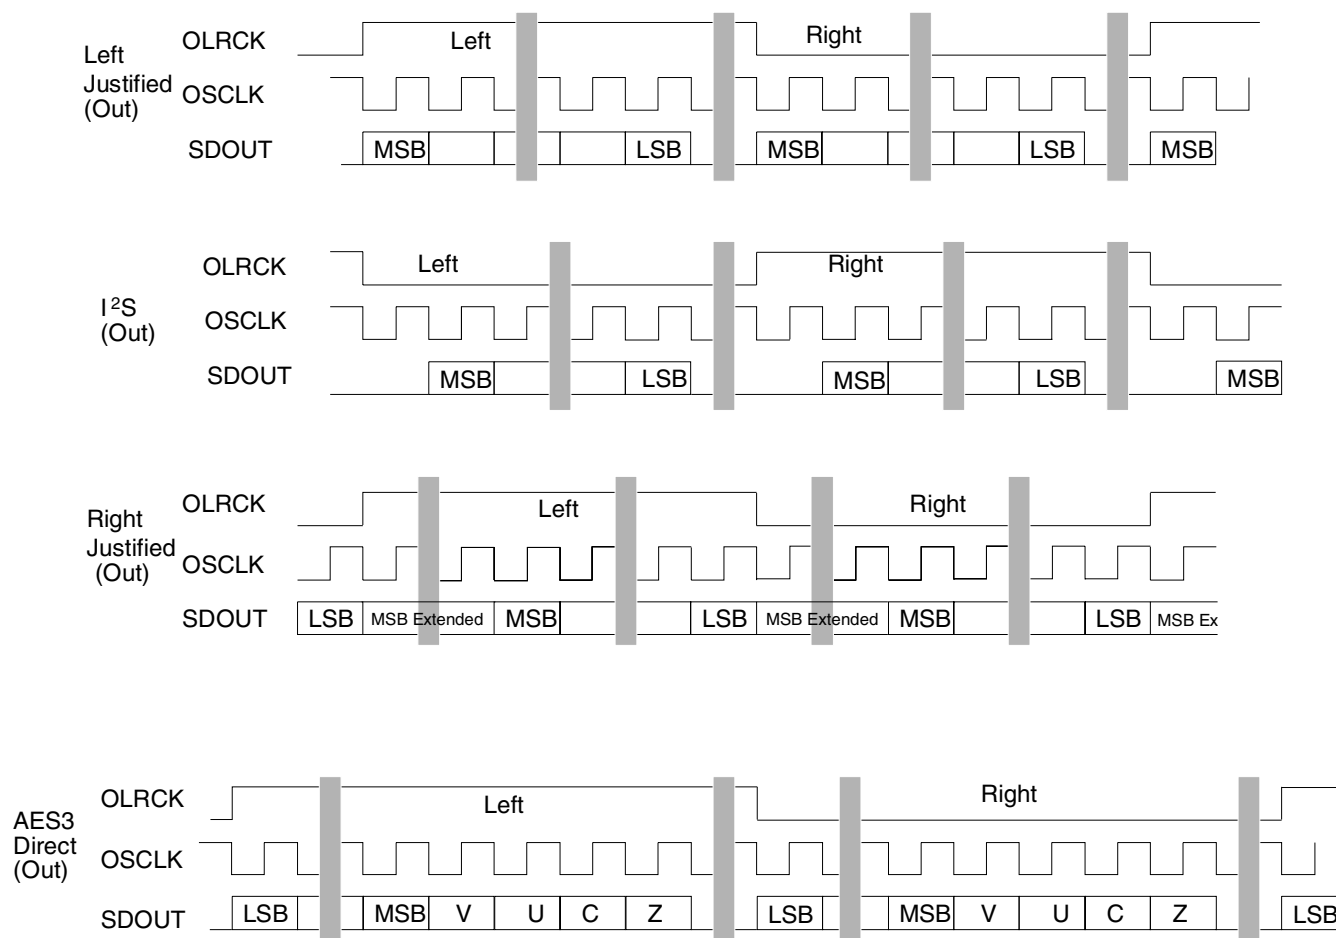 Left
Justified
(Out)
OLRCK
Left
Right
OSCLK
SDOUT
MSB
LSB
MSB
LSB
MSB
I²S
(Out)
OLRCK
Left
Right
OSCLK
SDOUT
MSB
LSB
MSB
LSB
MSB
Right
Justified
(Out)
OLRCK
Left
Right
OSCLK
SDOUT
LSB
MSB Extended
MSB
LSB
MSB Extended
MSB
LSB
MSB Ex
AES3
Direct
(Out)
OLRCK
Left
Right
OSCLK
SDOUT
LSB
MSB
V
U
C
Z
LSB
MSB
V
U
C
Z
LSB